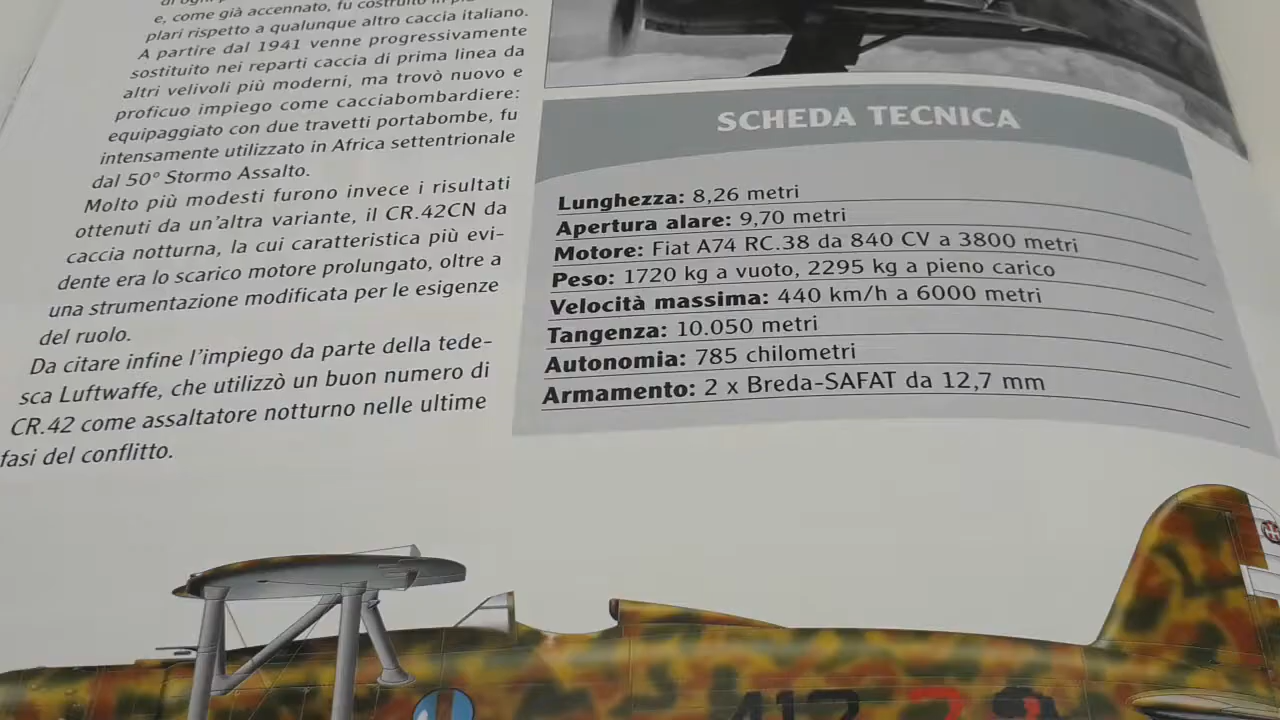 e, come già accennato, fu costruito in
plari rispetto a qualunque altro caccia italiano.
A partire dal 1941 venne progressivamente
sostituito nei reparti caccia di prima linea da
altri velivoli più moderni, ma trovò nuovo e
proficuo impiego come cacciabombardiere:
equipaggiato con due travetti portabombe, fu
intensamente utilizzato in Africa settentrionale
dal 50° Stormo Assalto.
Molto più modesti furono invece i risultati
ottenuti da un'altra variante, il CR.42CN da
caccia notturna, la cui caratteristica più evi-
dente era lo scarico motore prolungato, oltre a
una strumentazione modificata per le esigenze
del ruolo.
Da citare infine l'impiego da parte della tede-
sca Luftwaffe, che utilizzò un buon numero di
CR.42 come assaltatore notturno nelle ultime
fasi del conflitto.
SCHEDA TECNICA
Lunghezza: 8,26 metri
Apertura alare: 9,70 metri
Motore: Fiat A74 RC.38 da 840 CV a 3800 metri
Peso: 1720 kg a vuoto, 2295 kg a pieno carico
Velocità massima: 440 km/h a 6000 metri
Tangenza: 10.050 metri
Autonomia: 785 chilometri
Armamento: 2 x Breda-SAFAT da 12,7 mm